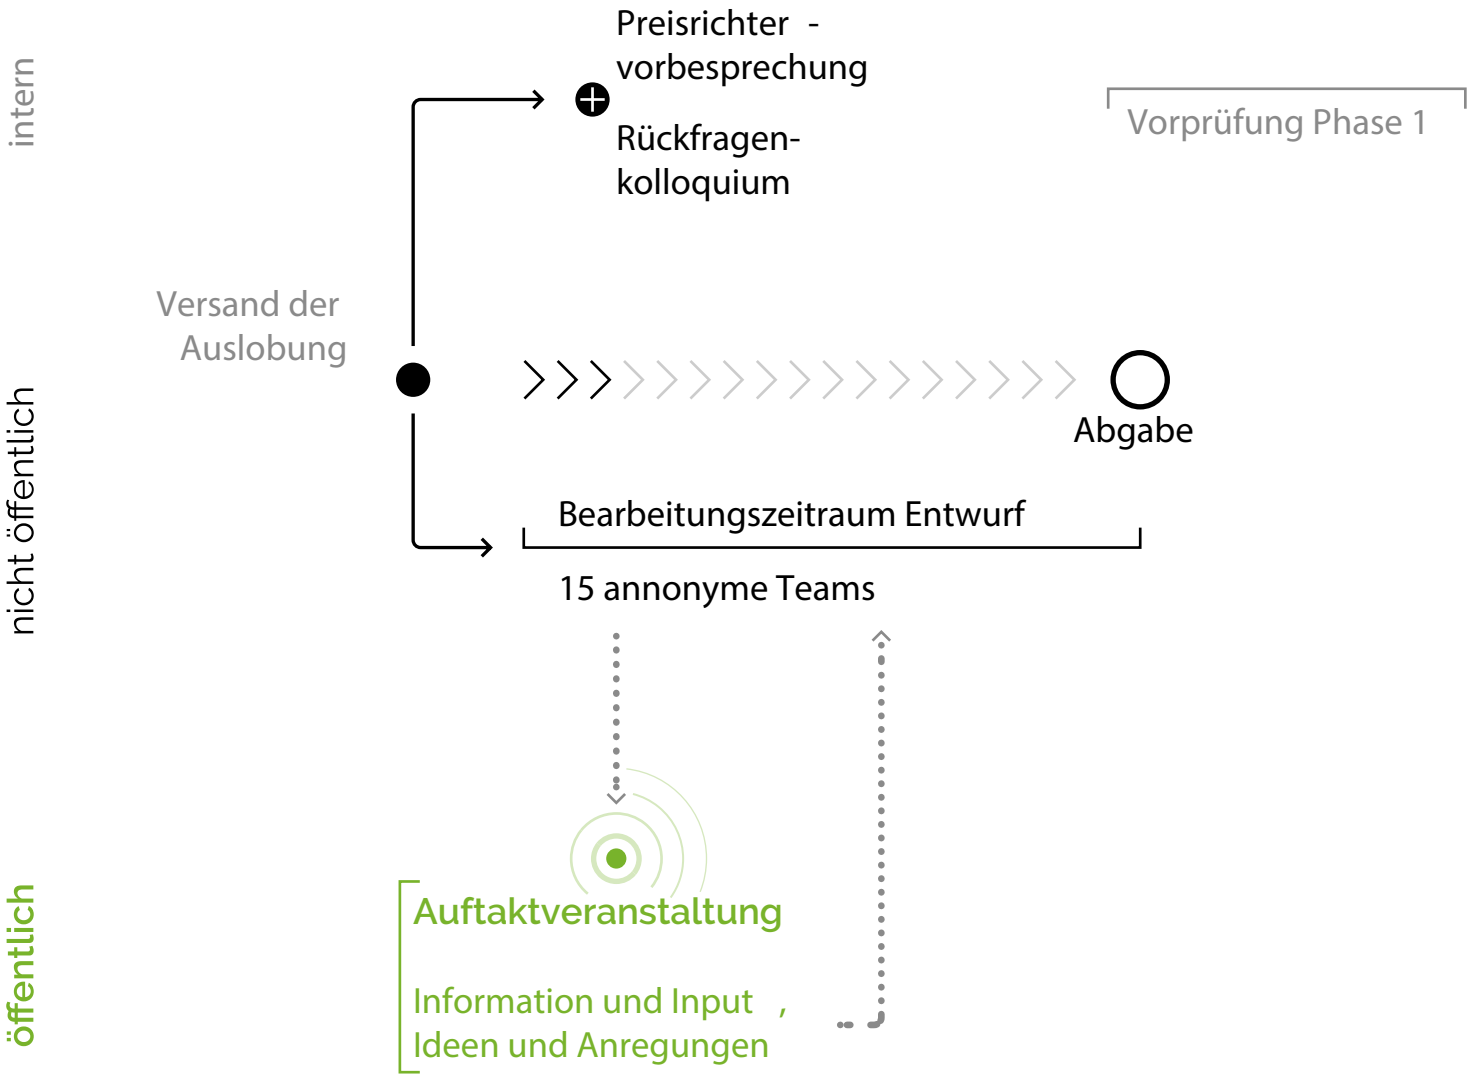 intern
Preisrichter -
vorbesprechung
Rückfragen-
kolloquium
Vorprüfung Phase 1
nicht öffentlich
Versand der
Auslobung
Abgabe
Bearbeitungszeitraum Entwurf
15 annonyme Teams
öffentlich
Auftaktveranstaltung
Information und Input ,
Ideen und Anregungen